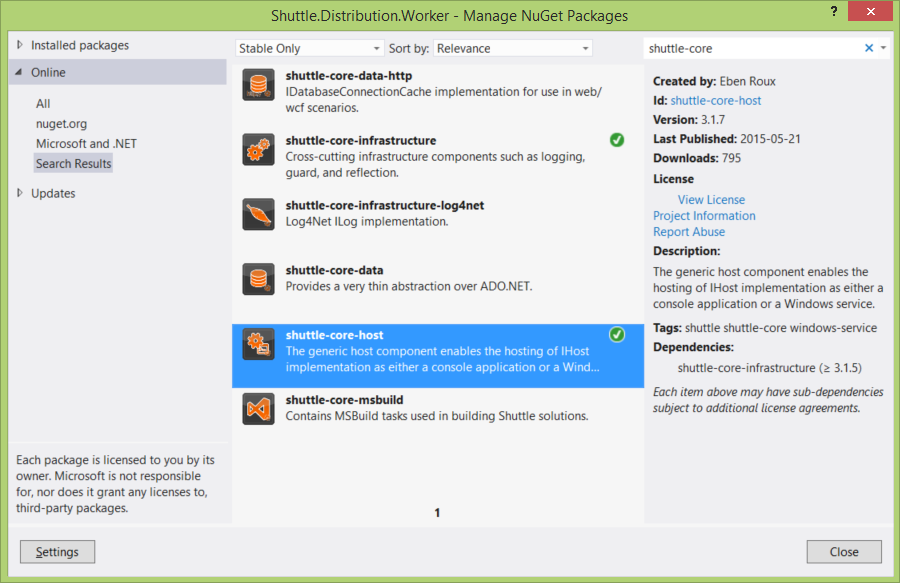 Shuttle.Distribution.Worker - Manage NuGet Packages
?
Installed packages
Online
All
nuget.org
Microsoft and .NET
Search Results
Updates
Each package is licensed to you by its
owner. Microsoft is not responsible
for, nor does it grant any licenses to,
third-party packages.
Settings
Stable Only
Sort by:
Relevance
shuttle-core-data-http
IDatabaseConnectionCache implementation for use in web/
wcf scenarios.
shuttle-core-infrastructure
Cross-cutting infrastructure components such as logging,
guard, and reflection.
shuttle-core-infrastructure-log4net
Log4Net ILog implementation.
shuttle-core-data
Provides a very thin abstraction over ADO.NET.
shuttle-core-host
The generic host component enables the hosting of IHost
implementation as either a console application or a Wind...
shuttle-core-msbuild
Contains MSBuild tasks used in building Shuttle solutions.
1
shuttle-core
Created by: Eben Roux
Id: shuttle-core-host
Version: 3.1.7
Last Published: 2015-05-21
Downloads: 795
License
View License
Project Information
Report Abuse
Description:
The generic host component enables the
hosting of IHost implementation as either a
console application or a Windows service.
Tags: shuttle shuttle-core windows-service
Dependencies:
shuttle-core-infrastructure (≥ 3.1.5)
Each item above may have sub-dependencies
subject to additional license agreements.
Close